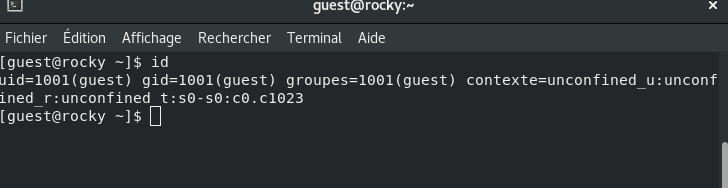 guest@rocky:~
Fichier Édition Affichage Rechercher Terminal Aide
[guest@rocky ~]$ id
uid=1001(guest) gid=1001(guest) groupes=1001(guest) contexte=unconfined_u:unconf
ined_r:unconfined_t:s0-s0:c0.c1023
[guest@rocky ~]$